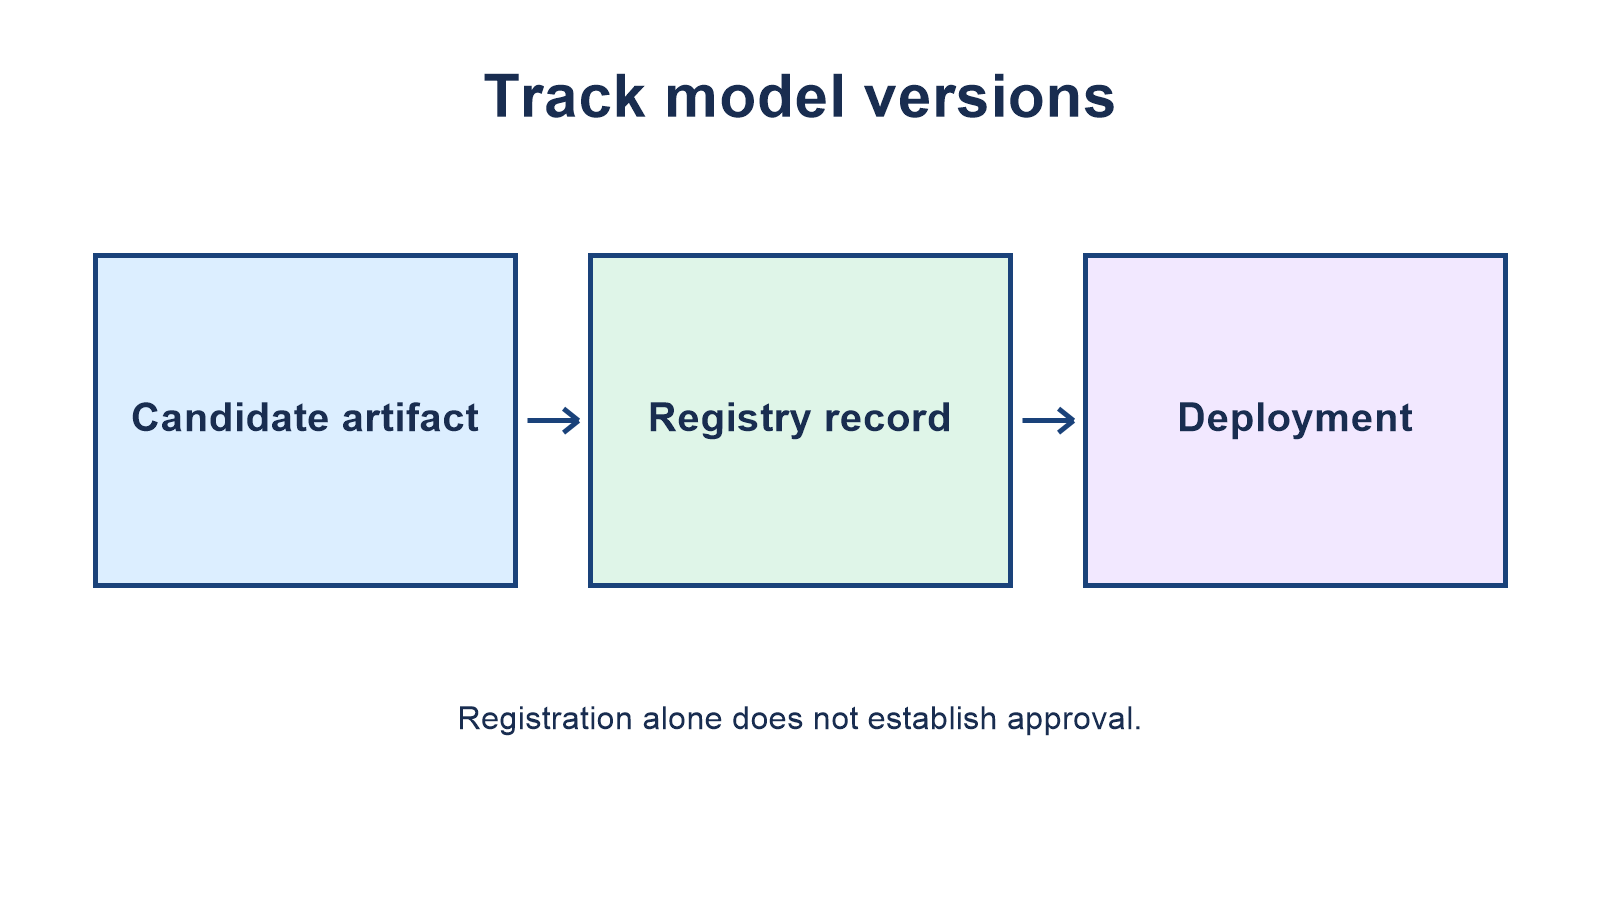 Track model versions
Candidate artifact
Registry record
Deployment
Registration alone does not establish approval.